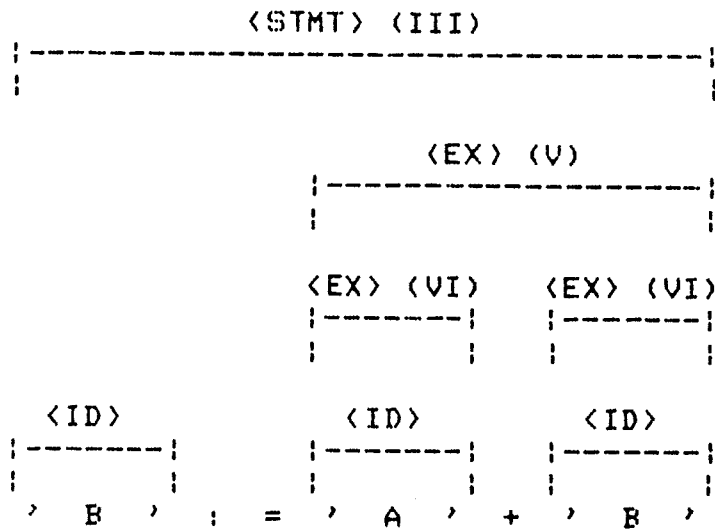 <STMT> (III)
<EX> (V)
<EX> (VI) <EX> (VI)
<ID> <ID> <ID>
' B ' : = ' A ' + ' B '